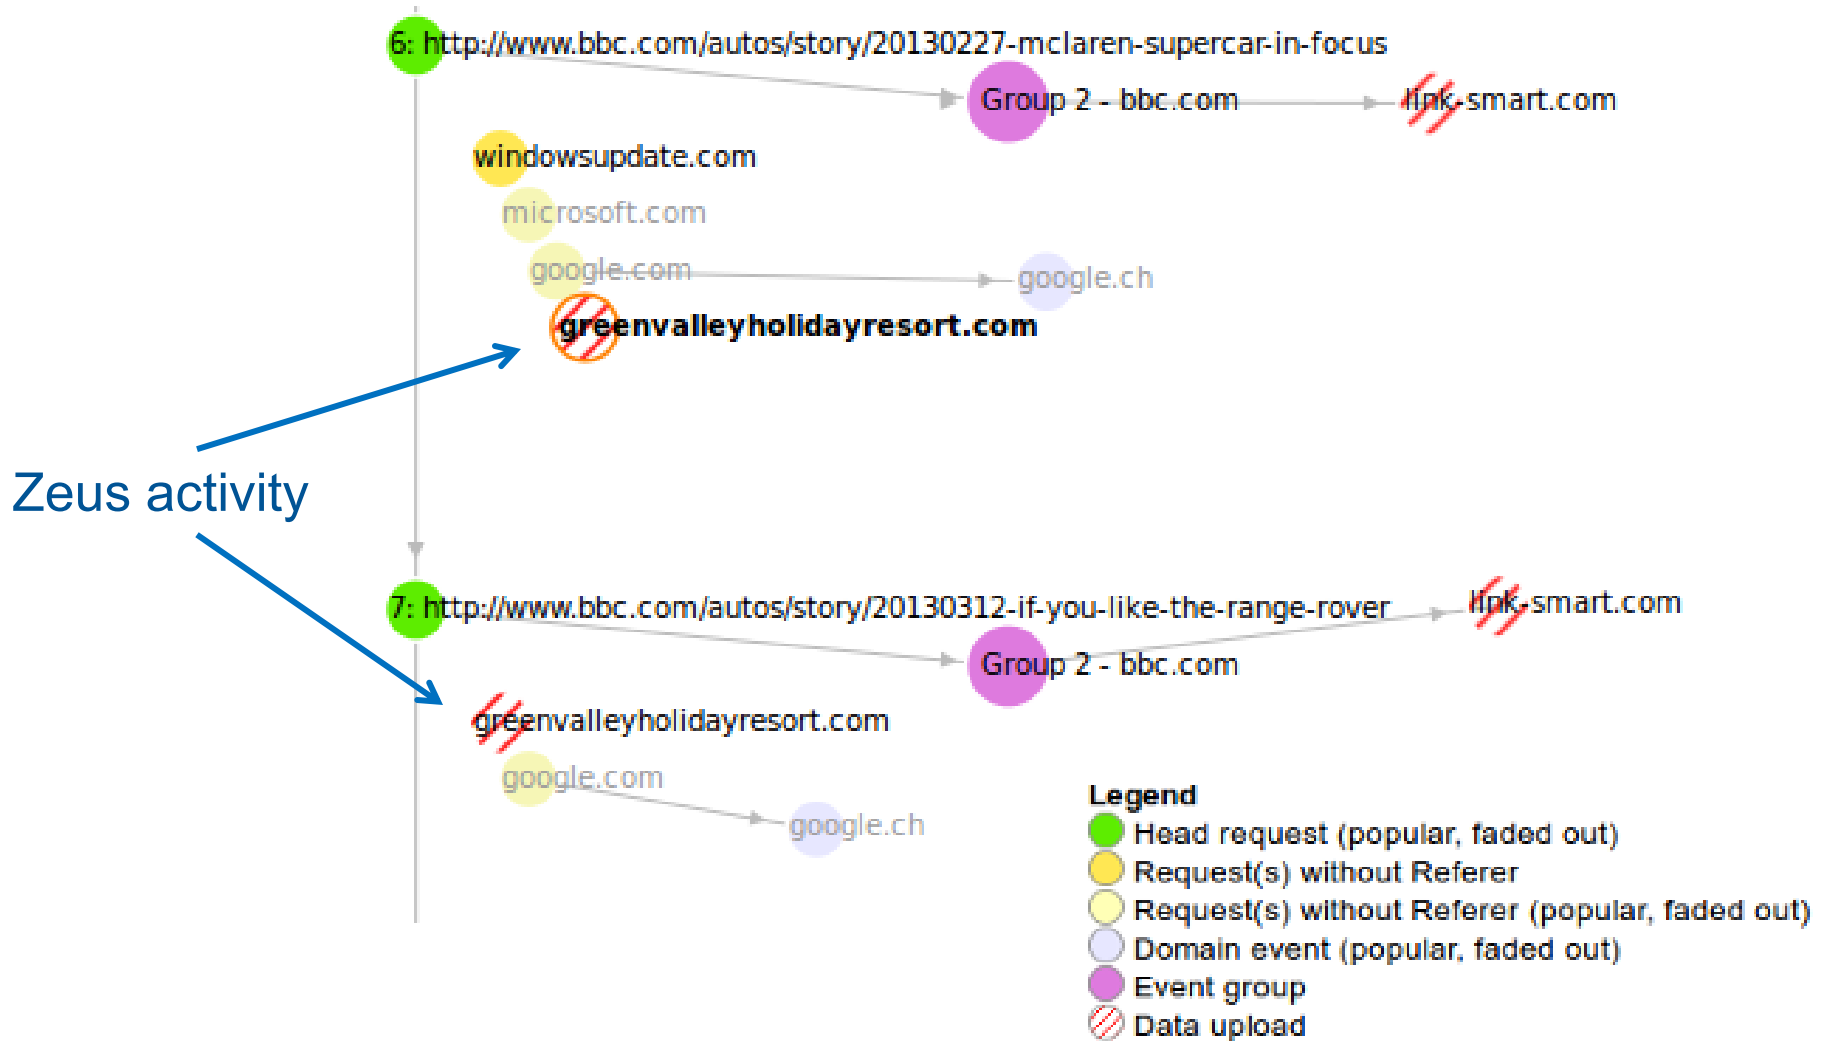 6: http://www.bbc.com/autos/story/20130227-mclaren-supercar-in-focus
Group 2 - bbc.com
link-smart.com
windowsupdate.com
microsoft.com
google.com
google.ch
greenvalleyholidayresort.com
Zeus activity
7: http://www.bbc.com/autos/story/20130312-if-you-like-the-range-rover
link-smart.com
Group 2 - bbc.com
greenvalleyholidayresort.com
google.com
google.ch
Legend
Head request (popular, faded out)
Request(s) without Referer
Request(s) without Referer (popular, faded out)
Domain event (popular, faded out)
Event group
Data upload